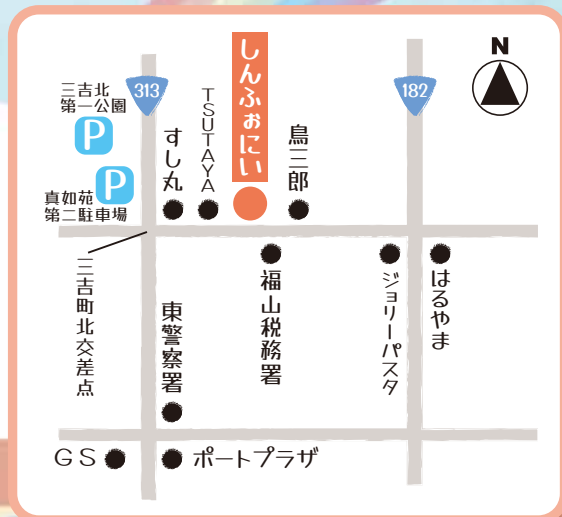 N
三吉北
第一公園
P
313
すし丸
TSUTAYA
しんふぉにい
鳥三郎
182
真如苑
第二駐車場
P
三吉町北交差点
東警察署
福山税務署
ジョリーパスタ
はるやま
GS
ポートプラザ